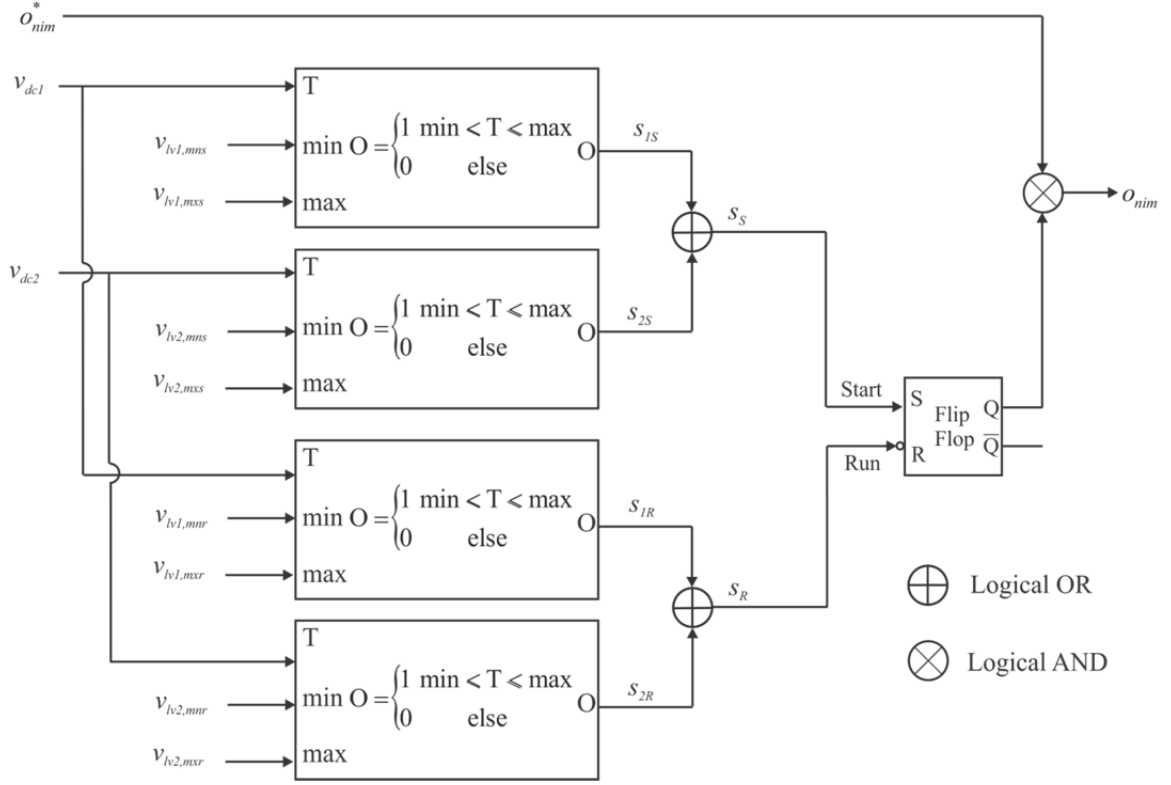 o*nim
vdc1
T
vlv1,mns
min O = {1 min < T ⩽ max
0 else
O
vlv1,mxs
max
s1S
sS
onim
vdc2
T
vlv2,mns
min O = {1 min < T ⩽ max
0 else
O
vlv2,mxs
max
s2S
Start
S Flip Q
Flop Q̅
R
Run
T
vlv1,mnr
min O = {1 min < T ⩽ max
0 else
O
vlv1,mxr
max
s1R
sR
Logical OR
T
vlv2,mnr
min O = {1 min < T ⩽ max
0 else
O
vlv2,mxr
max
s2R
Logical AND